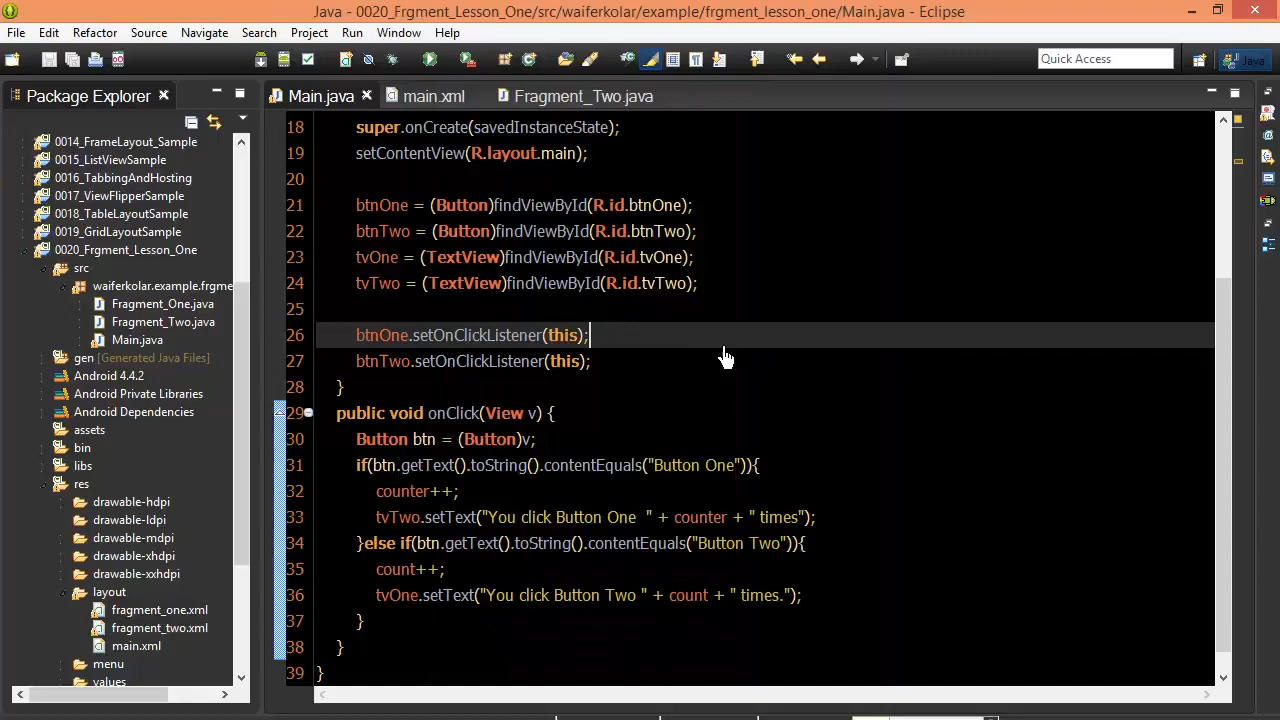 Java - 0020_Frgment_Lesson_One/src/waiferkolar/example/frgment_lesson_one/Main.java - Eclipse
File Edit Refactor Source Navigate Search Project Run Window Help
Quick Access
Java
Package Explorer
Main.java
main.xml
Fragment_Two.java
0014_FrameLayout_Sample
0015_ListViewSample
0016_TabbingAndHosting
0017_ViewFlipperSample
0018_TableLayoutSample
0019_GridLayoutSample
0020_Frgment_Lesson_One
src
waiferkolar.example.frgme
Fragment_One.java
Fragment_Two.java
Main.java
gen [Generated Java Files]
Android 4.4.2
Android Private Libraries
Android Dependencies
assets
bin
libs
res
drawable-hdpi
drawable-ldpi
drawable-mdpi
drawable-xhdpi
drawable-xxhdpi
layout
fragment_one.xml
fragment_two.xml
main.xml
menu
values
18 super.onCreate(savedInstanceState);
19 setContentView(R.layout.main);
20
21 btnOne = (Button)findViewById(R.id.btnOne);
22 btnTwo = (Button)findViewById(R.id.btnTwo);
23 tvOne = (TextView)findViewById(R.id.tvOne);
24 tvTwo = (TextView)findViewById(R.id.tvTwo);
25
26 btnOne.setOnClickListener(this);
27 btnTwo.setOnClickListener(this);
28 }
29 public void onClick(View v) {
30 Button btn = (Button)v;
31 if(btn.getText().toString().contentEquals("Button One")){
32 counter++;
33 tvTwo.setText("You click Button One  " + counter + " times");
34 }else if(btn.getText().toString().contentEquals("Button Two")){
35 count++;
36 tvOne.setText("You click Button Two " + count + " times.");
37 }
38 }
39 }